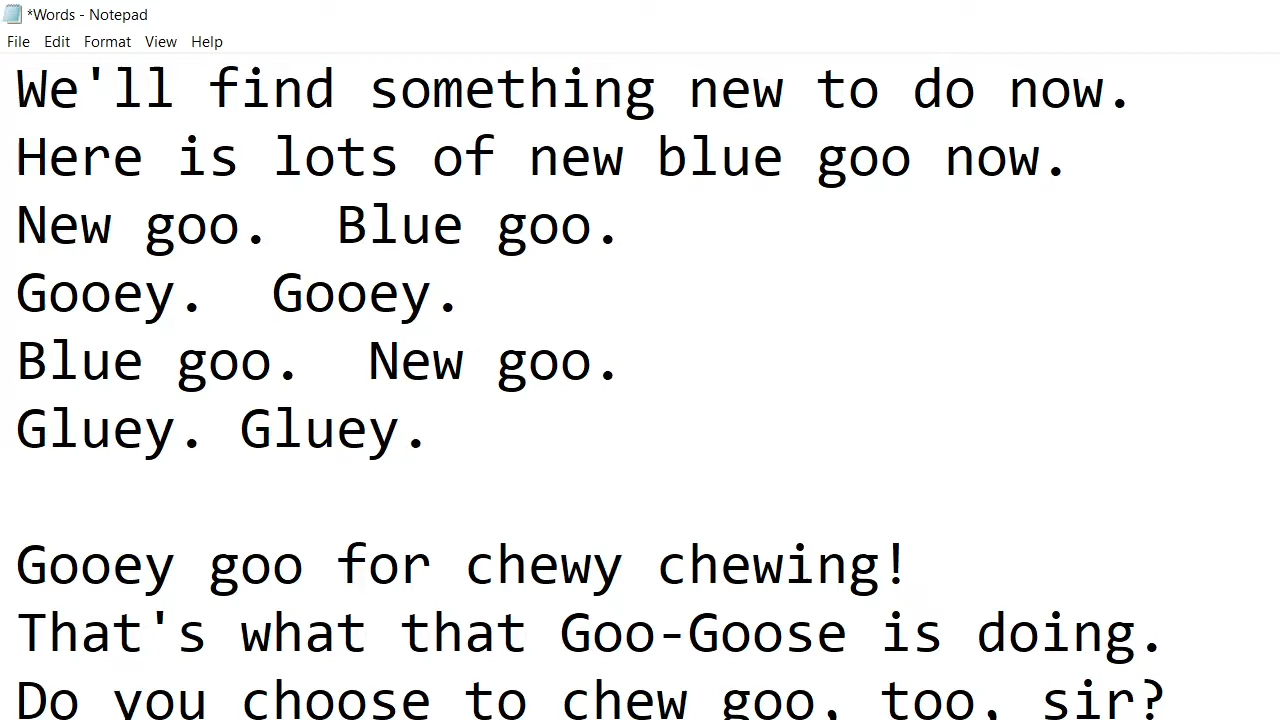 *Words - Notepad
File Edit Format View Help
We'll find something new to do now.
Here is lots of new blue goo now.
New goo.  Blue goo.
Gooey.  Gooey.
Blue goo.  New goo.
Gluey. Gluey.
Gooey goo for chewy chewing!
That's what that Goo-Goose is doing.
Do you choose to chew goo, too, sir?